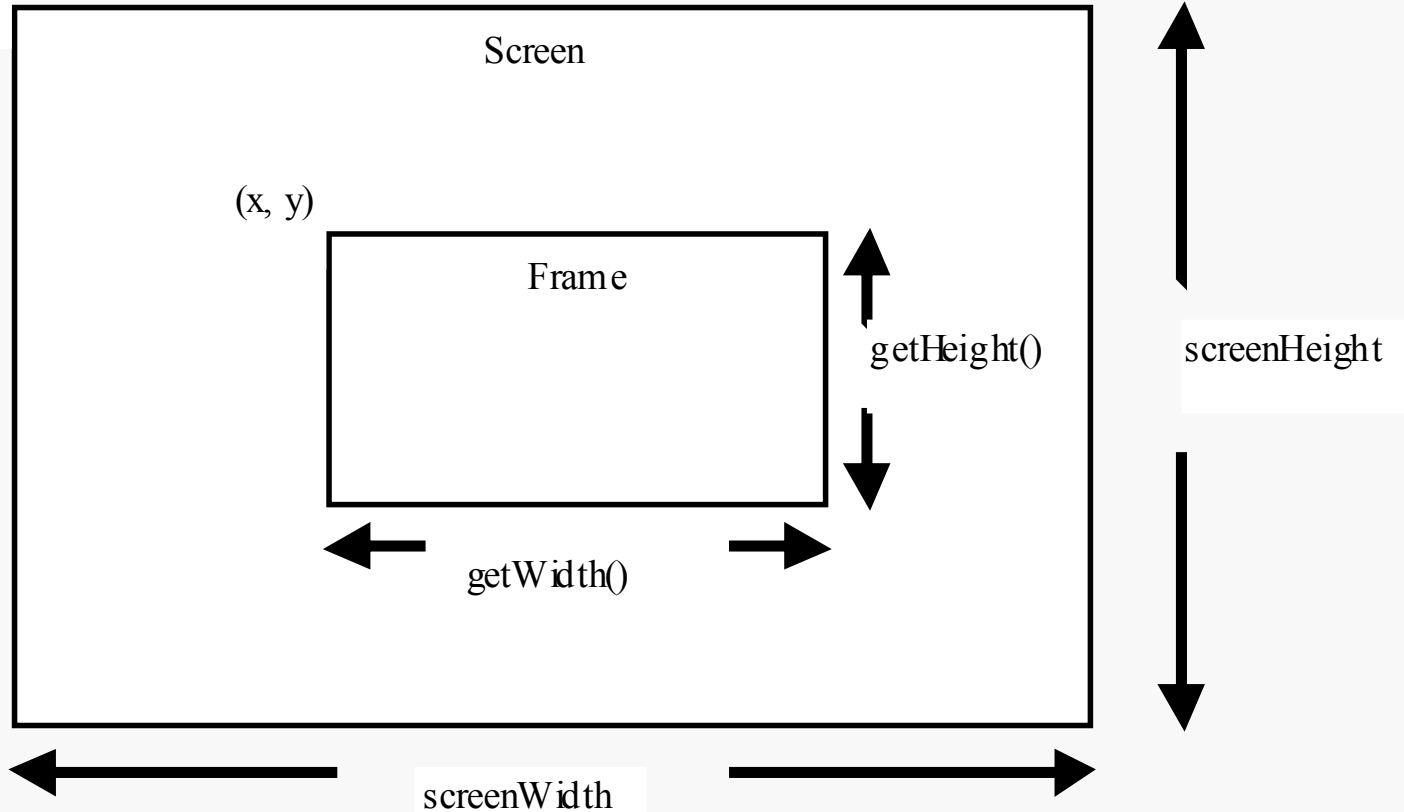 Screen
(x, y)
Frame
getHeight()
screenHeight
getWidth()
screenWidth